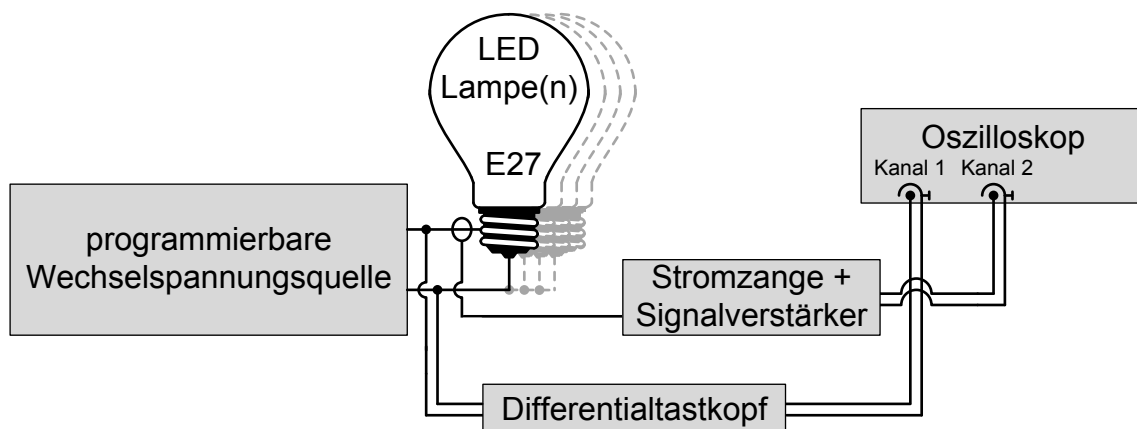 LED
Lampe(n)
E27
Oszilloskop
Kanal 1 Kanal 2
programmierbare
Wechselspannungsquelle
Stromzange +
Signalverstärker
Differentialtastkopf